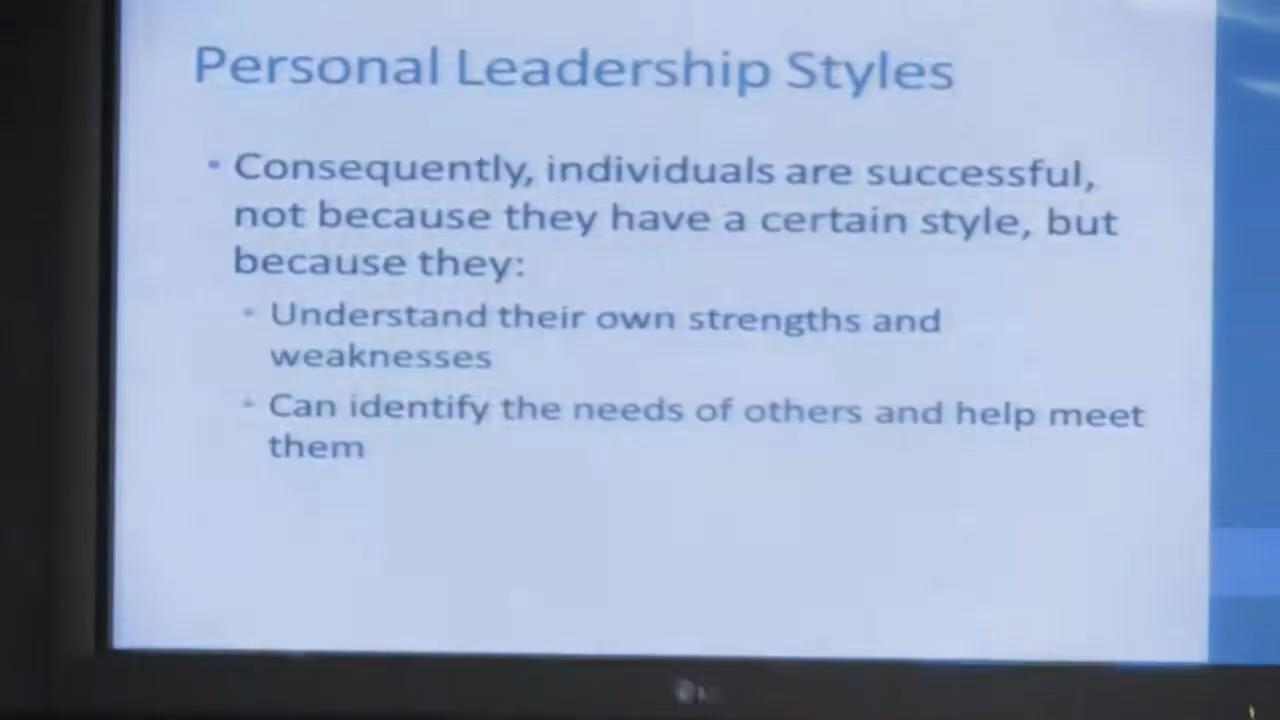 Personal Leadership Styles
Consequently, individuals are successful,
not because they have a certain style, but
because they:
Understand their own strengths and
weaknesses
Can identify the needs of others and help meet
them